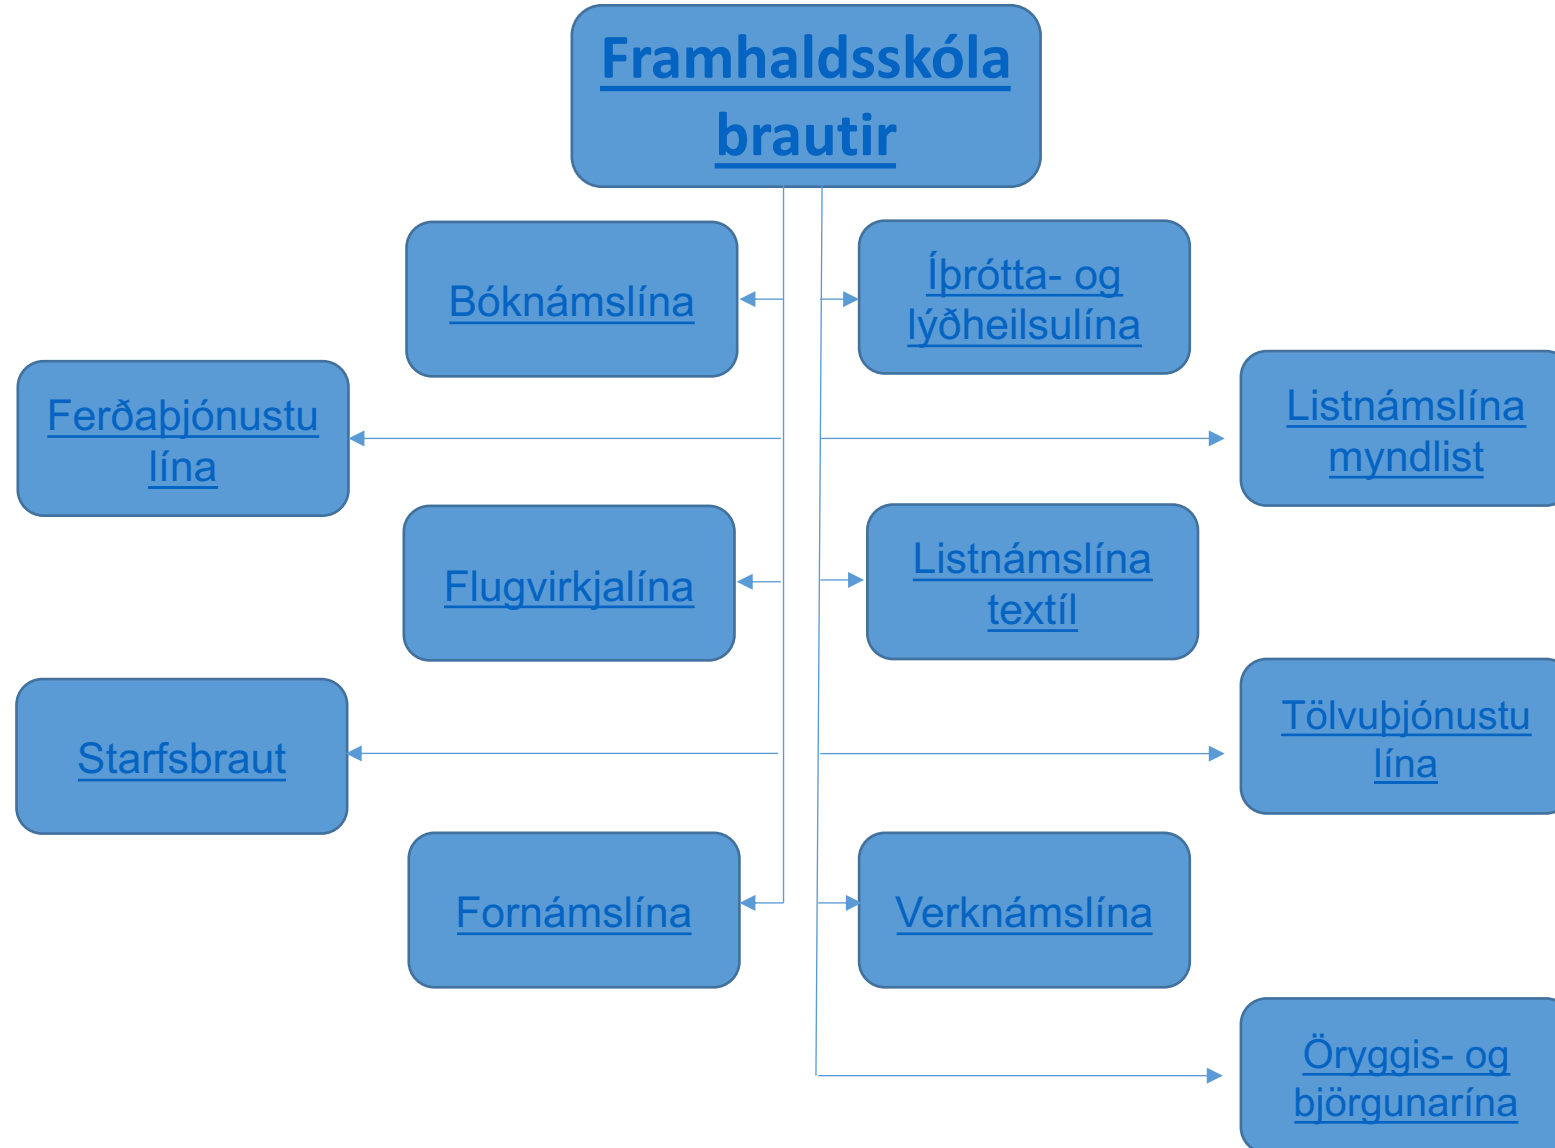 Framhaldsskóla
brautir
Bóknámslína
Íþrótta- og
lýðheilsulína
Ferðaþjónustu
lína
Listnámslína
myndlist
Flugvirkjalína
Listnámslína
textíl
Starfsbraut
Tölvuþjónustu
lína
Fornámslína
Verknámslína
Öryggis- og
björgunarína